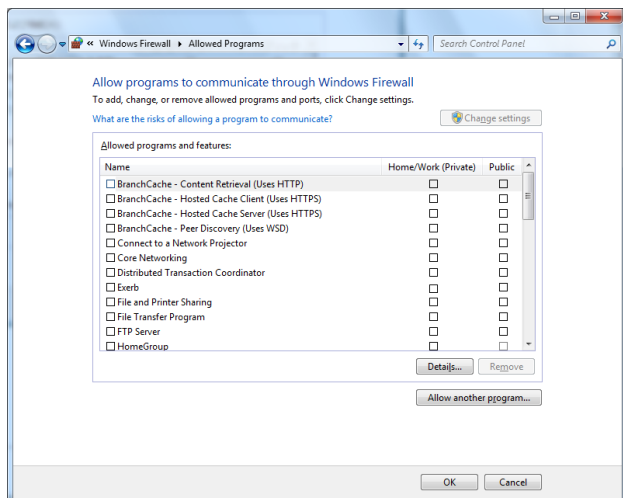 « Windows Firewall ▸ Allowed Programs
Search Control Panel
Allow programs to communicate through Windows Firewall
To add, change, or remove allowed programs and ports, click Change settings.
What are the risks of allowing a program to communicate?
Change settings
Allowed programs and features:
Name Home/Work (Private) Public
BranchCache - Content Retrieval (Uses HTTP)
BranchCache - Hosted Cache Client (Uses HTTPS)
BranchCache - Hosted Cache Server (Uses HTTPS)
BranchCache - Peer Discovery (Uses WSD)
Connect to a Network Projector
Core Networking
Distributed Transaction Coordinator
Exerb
File and Printer Sharing
File Transfer Program
FTP Server
HomeGroup
Details... Remove
Allow another program...
OK Cancel